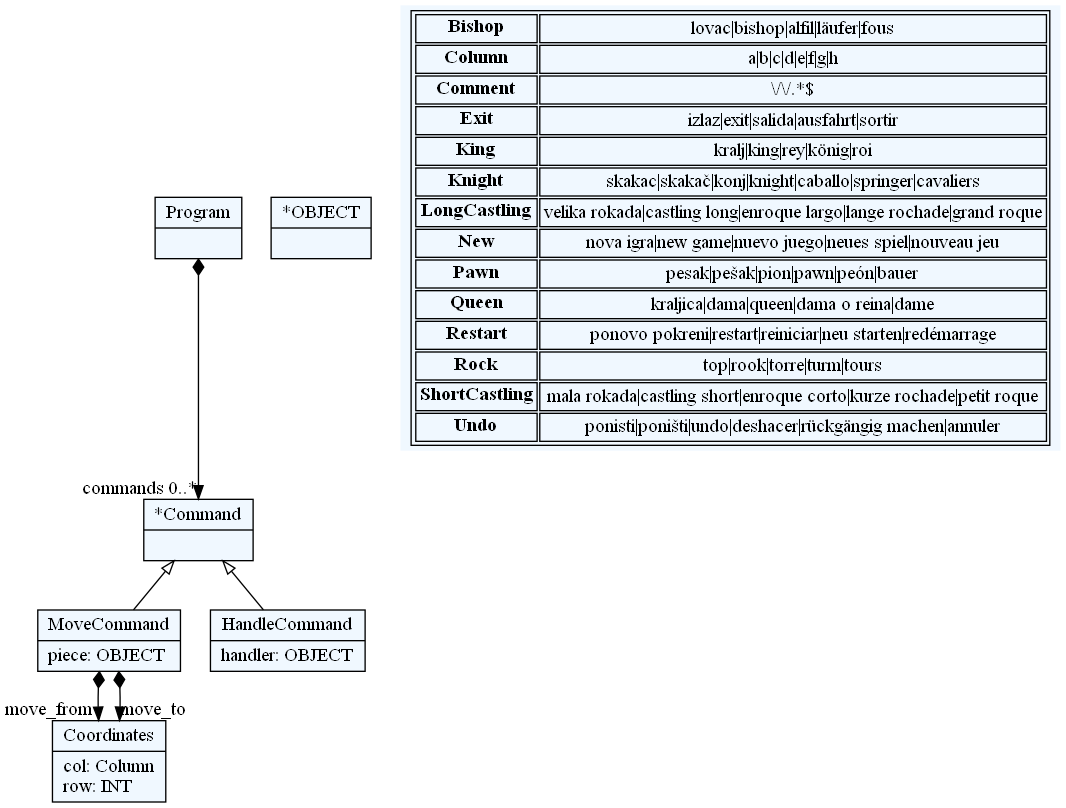 Bishop lovac|bishop|alfil|läufer|fous
Column a|b|c|d|e|f|g|h
Comment \/\/.*$
Exit izlaz|exit|salida|ausfahrt|sortir
King kralj|king|rey|könig|roi
Knight skakac|skakač|konj|knight|caballo|springer|cavaliers
LongCastling velika rokada|castling long|enroque largo|lange rochade|grand roque
New nova igra|new game|nuevo juego|neues spiel|nouveau jeu
Pawn pesak|pešak|pion|pawn|peón|bauer
Queen kraljica|dama|queen|dama o reina|dame
Restart ponovo pokreni|restart|reiniciar|neu starten|redémarrage
Rock top|rook|torre|turm|tours
ShortCastling mala rokada|castling short|enroque corto|kurze rochade|petit roque
Undo ponisti|poništi|undo|deshacer|rückgängig machen|annuler
Program
*OBJECT
commands 0..*
*Command
MoveCommand
piece: OBJECT
HandleCommand
handler: OBJECT
move_from
move_to
Coordinates
col: Column
row: INT